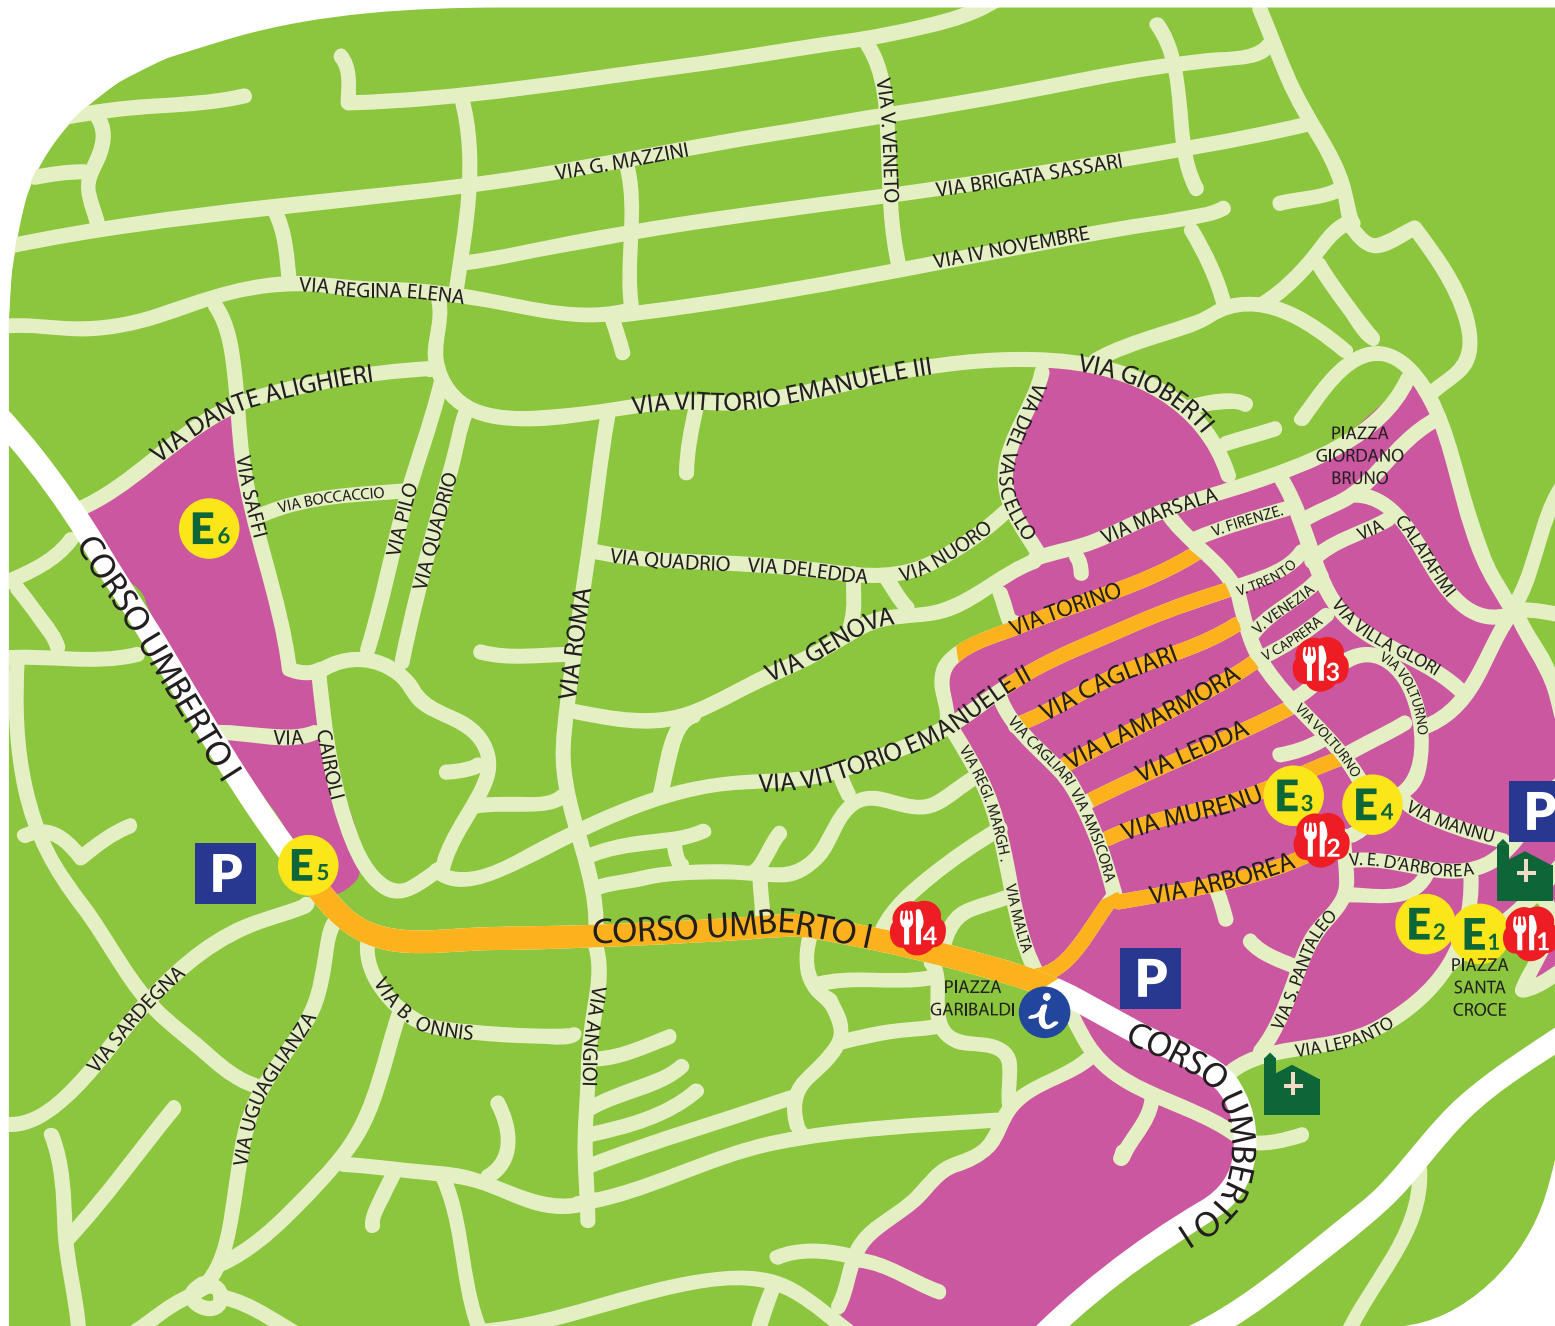 VIA G. MAZZINI
VIA V. VENETO
VIA BRIGATA SASSARI
VIA IV NOVEMBRE
VIA REGINA ELENA
VIA DANTE ALIGHIERI
VIA VITTORIO EMANUELE III
VIA GIOBERTI
VIA DEL VASCELLO
PIAZZA
GIORDANO
BRUNO
VIA SAFFI
VIA BOCCACCIO
VIA PILO
VIA QUADRIO
E6
VIA MARSALA
V. FIRENZE.
VIA CALATAFIMI
CORSO UMBERTO I
VIA QUADRIO
VIA DELEDDA
VIA NUORO
VIA ROMA
VIA GENOVA
VIA TORINO
V. TRENTO
V. VENEZIA
V CAPRERA
VIA VILLA GLORI
3
VIA VOLTURNO
VIA VITTORIO EMANUELE II
VIA CAGLIARI
VIA LAMARMORA
VIA LEDDA
VIA VOLTURNO
VIA CAIROLI
VIA REGI. MARGH.
VIA CAGLIARI
VIA AMSICORA
VIA MURENU
E3
E4
VIA MANNU
P
2
V. E. D'ARBOREA
VIA ARBOREA
P
E5
CORSO UMBERTO I
4
VIA MALTA
E2
E1
1
PIAZZA
SANTA
CROCE
VIA S. PANTALEO
P
PIAZZA
GARIBALDI
i
VIA SARDEGNA
VIA B. ONNIS
VIA ANGIOI
VIA UGUAGLIANZA
VIA LEPANTO
CORSO UMBERTO I